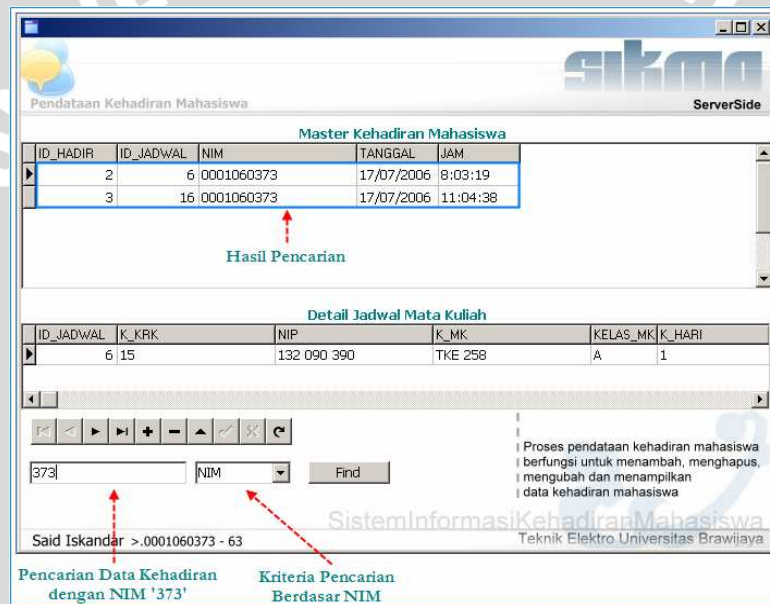 sikma
Pendataan Kehadiran Mahasiswa
ServerSide
Master Kehadiran Mahasiswa
ID_HADIR ID_JADWAL NIM TANGGAL JAM
2 6 0001060373 17/07/2006 8:03:19
3 16 0001060373 17/07/2006 11:04:38
Hasil Pencarian
Detail Jadwal Mata Kuliah
ID_JADWAL K_KRK NIP K_MK KELAS_MK K_HARI
6 15 132 090 390 TKE 258 A 1
373 NIM Find
Proses pendataan kehadiran mahasiswa
berfungsi untuk menambah, menghapus,
mengubah dan menampilkan
data kehadiran mahasiswa
SistemInformasiKehadiranMahasiswa
Said Iskandar >.0001060373 - 63
Teknik Elektro Universitas Brawijaya
Pencarian Data Kehadiran
dengan NIM '373'
Kriteria Pencarian
Berdasar NIM